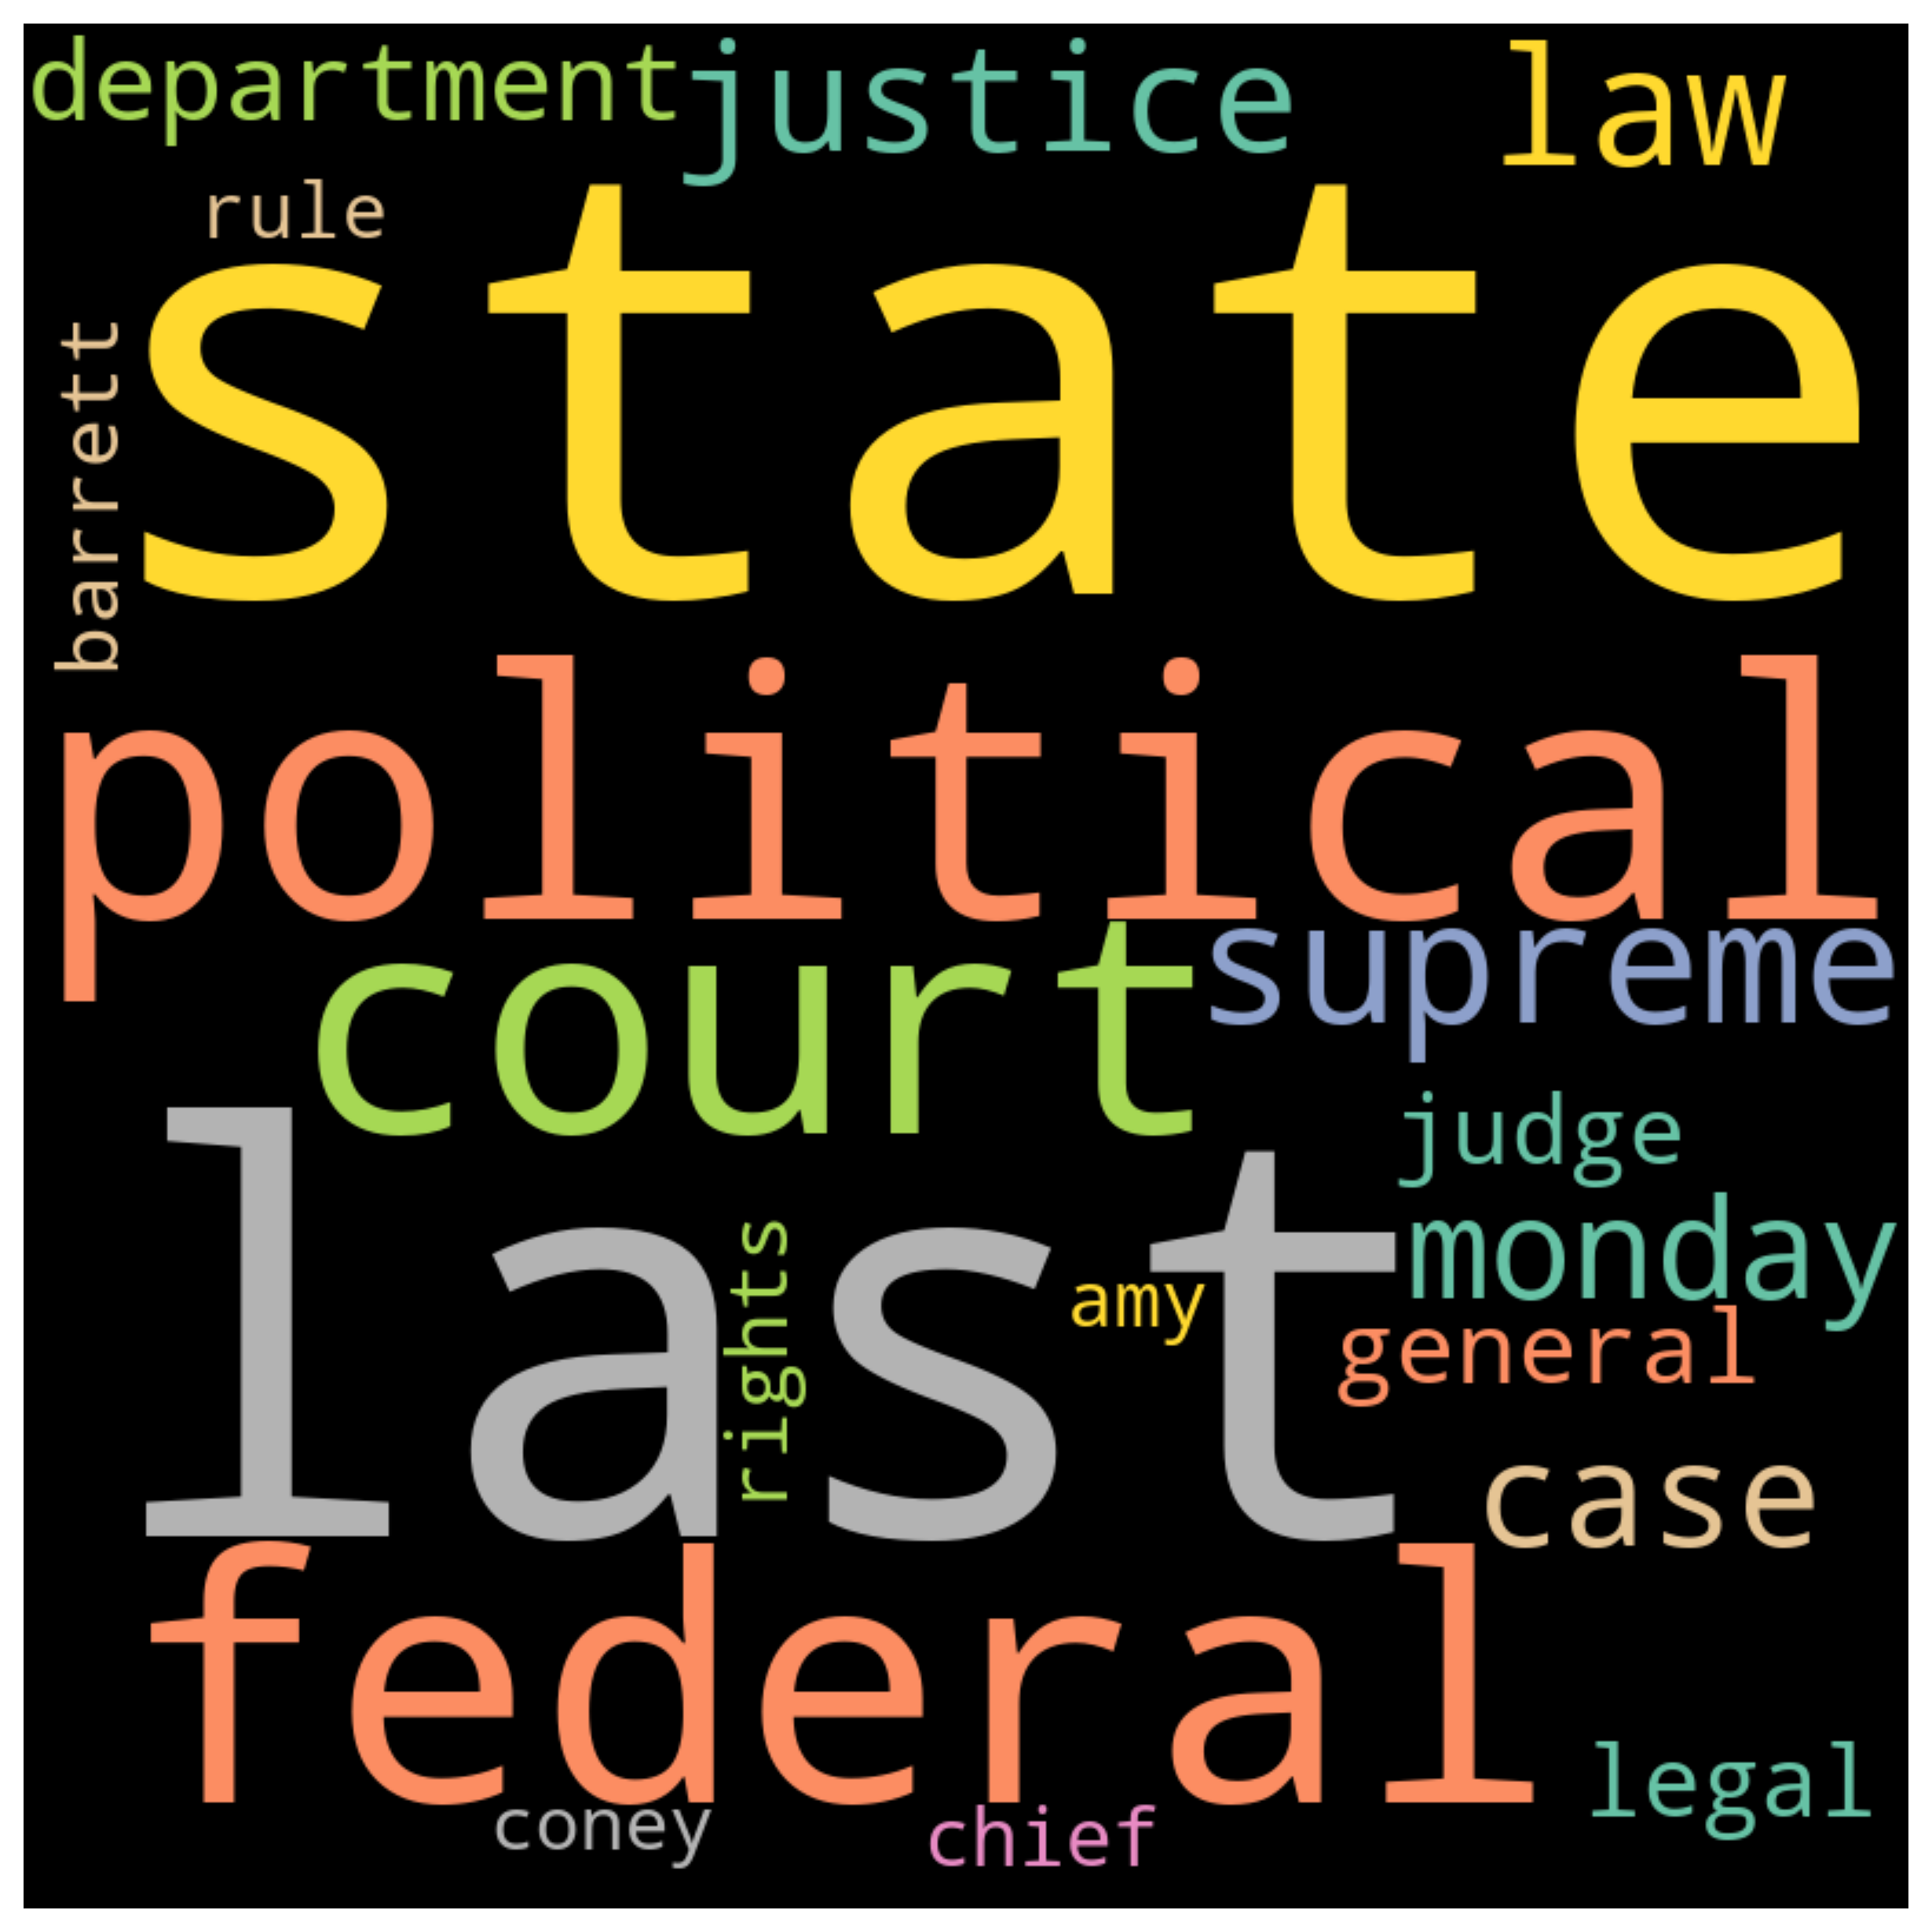 department
justice
law
rule
state
barrett
political
court
supreme
judge
last
monday
rights
amy
general
case
federal
legal
coney
chief